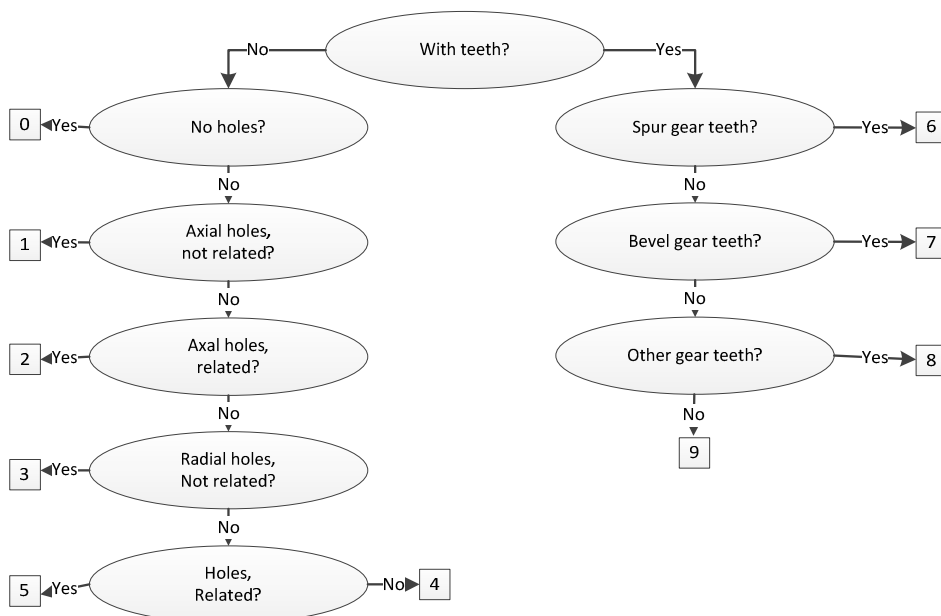 With teeth?
No
Yes
0
Yes
No holes?
Spur gear teeth?
Yes
6
No
No
1
Yes
Axial holes,
not related?
Bevel gear teeth?
Yes
7
No
No
2
Yes
Axal holes,
related?
Other gear teeth?
Yes
8
No
No
9
3
Yes
Radial holes,
Not related?
No
5
Yes
Holes,
Related?
No
4